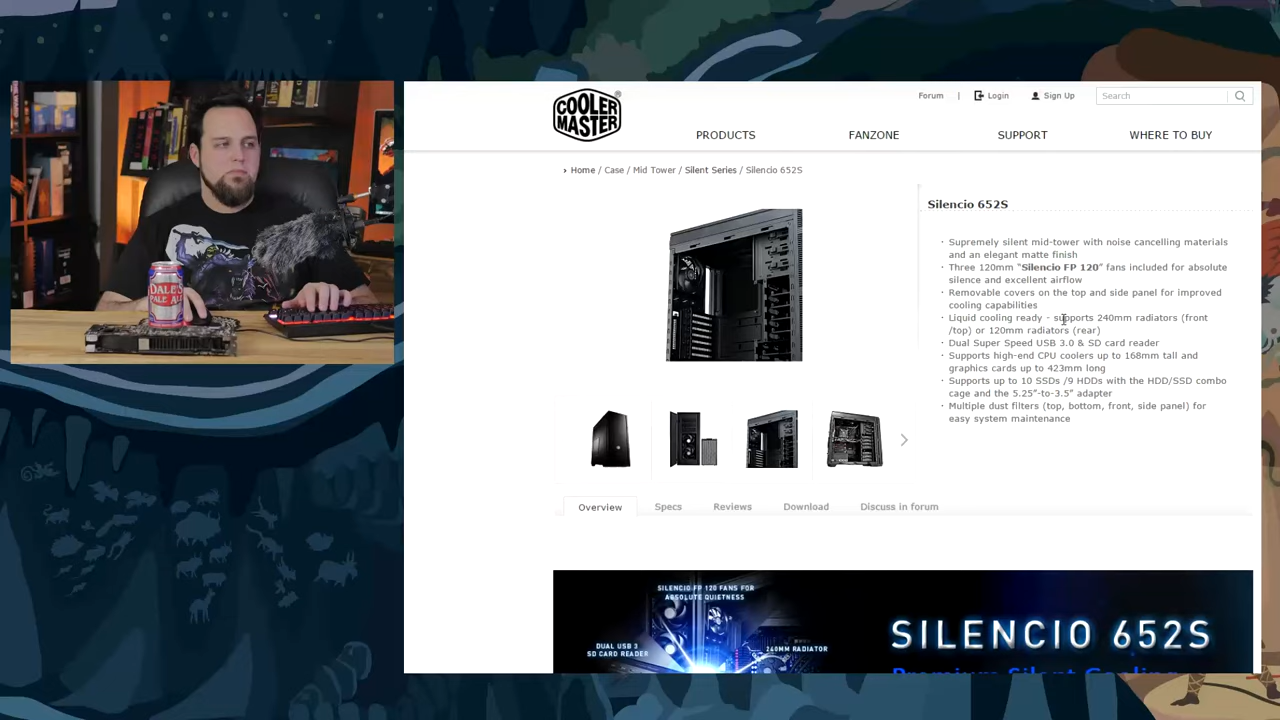 COOLER
MASTER
®
Forum | Login Sign Up Search
PRODUCTS FANZONE SUPPORT WHERE TO BUY
› Home / Case / Mid Tower / Silent Series / Silencio 652S
Silencio 652S
· Supremely silent mid-tower with noise cancelling materials
and an elegant matte finish
· Three 120mm “Silencio FP 120” fans included for absolute
silence and excellent airflow
· Removable covers on the top and side panel for improved
cooling capabilities
· Liquid cooling ready - supports 240mm radiators (front
/top) or 120mm radiators (rear)
· Dual Super Speed USB 3.0 & SD card reader
· Supports high-end CPU coolers up to 168mm tall and
graphics cards up to 423mm long
· Supports up to 10 SSDs /9 HDDs with the HDD/SSD combo
cage and the 5.25”-to-3.5” adapter
· Multiple dust filters (top, bottom, front, side panel) for
easy system maintenance
DALE'S
PALE ALE
Overview Specs Reviews Download Discuss in forum
SILENCIO FP 120 FANS FOR
ABSOLUTE QUIETNESS
DUAL USB 3
SD CARD READER
240MM RADIATOR
SILENCIO 652S
Premium Silent Cooling